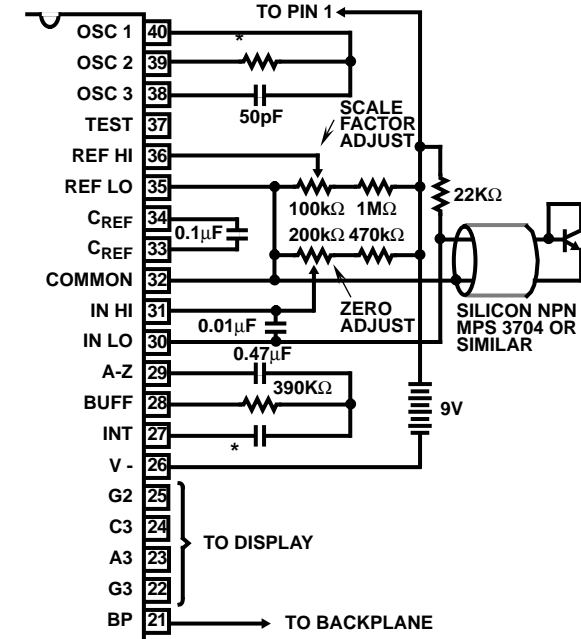 TO PIN 1
OSC 1 40
*
OSC 2 39
OSC 3 38
50pF
SCALE
FACTOR
ADJUST
TEST 37
REF HI 36
REF LO 35
22KΩ
100kΩ 1MΩ
CREF 34
0.1µF
200kΩ 470kΩ
CREF 33
COMMON 32
ZERO
ADJUST
SILICON NPN
MPS 3704 OR
SIMILAR
IN HI 31
0.01µF
IN LO 30
0.47µF
A-Z 29
390KΩ
BUFF 28
9V
INT 27
*
V - 26
G2 25
C3 24
TO DISPLAY
A3 23
G3 22
BP 21
TO BACKPLANE